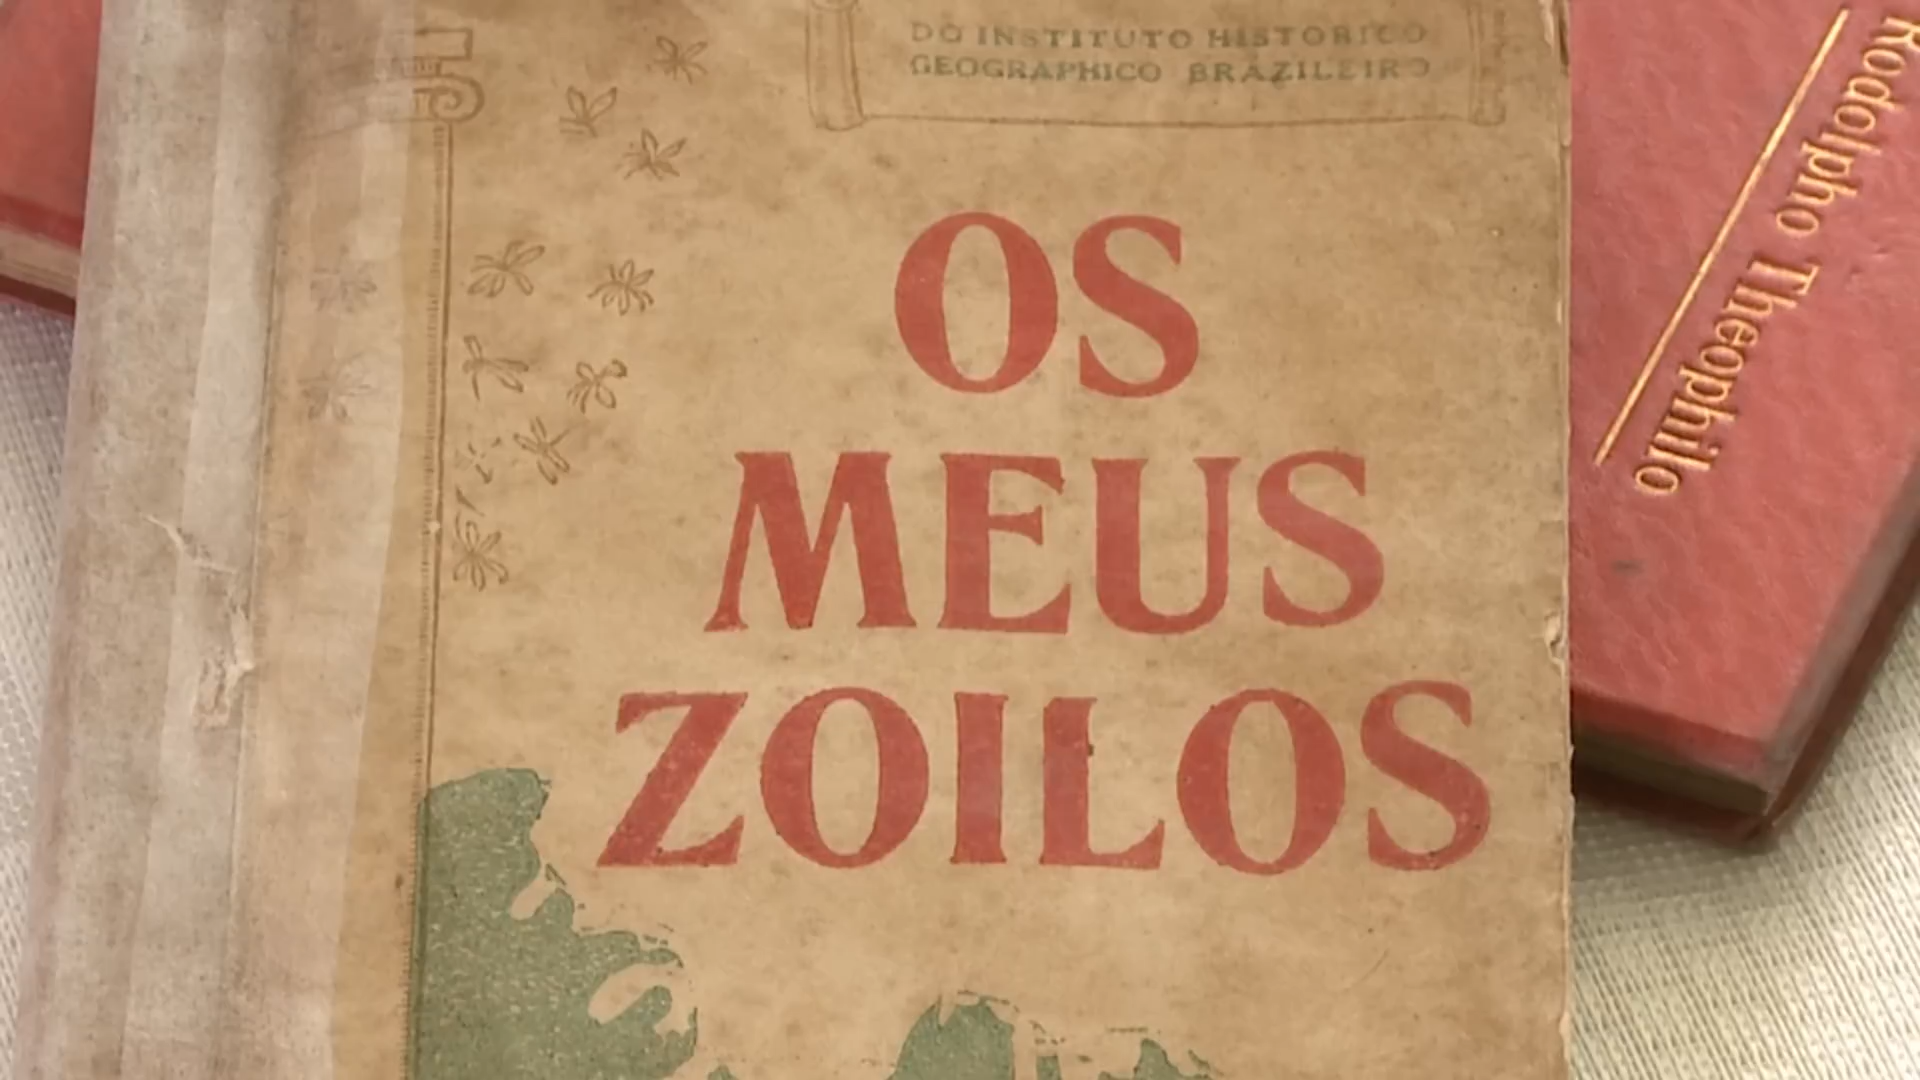 DO INSTITUTO HISTORICO
GEOGRAPHICO BRAZILEIRO
OS
MEUS
ZOILOS
Rodolpho Theophilo